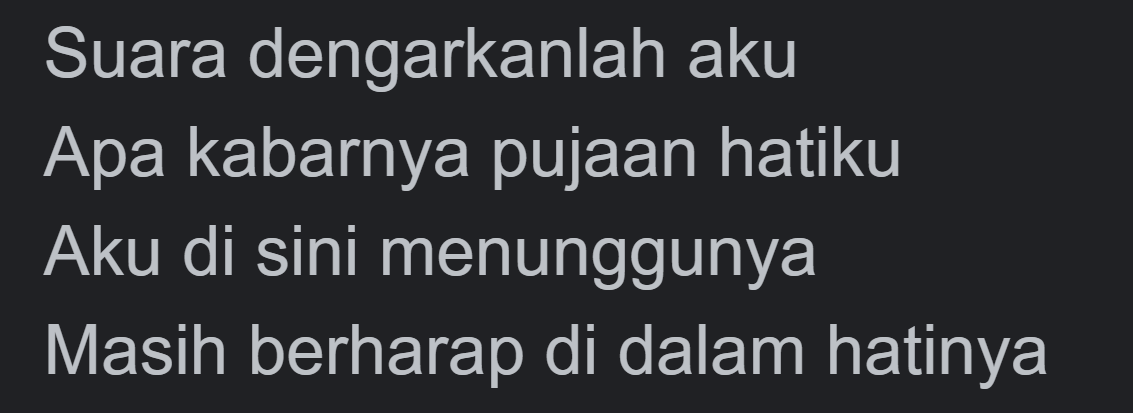 Suara dengarkanlah aku
Apa kabarnya pujaan hatiku
Aku di sini menunggunya
Masih berharap di dalam hatinya